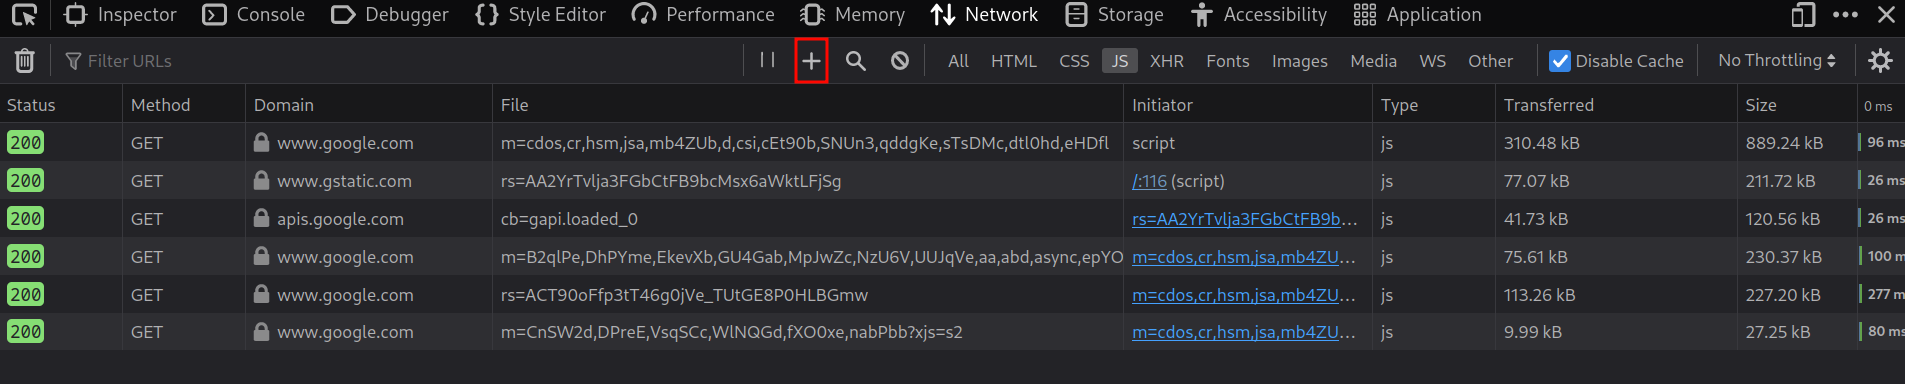 Inspector Console Debugger Style Editor Performance Memory Network Storage Accessibility Application
Filter URLs All HTML CSS JS XHR Fonts Images Media WS Other Disable Cache No Throttling
Status Method Domain File Initiator Type Transferred Size 0 ms
200 GET www.google.com m=cdos,cr,hsm,jsa,mb4ZUb,d,csi,cEt90b,SNUn3,qddgKe,sTsDMc,dtl0hd,eHDfl script js 310.48 kB 889.24 kB 96 ms
200 GET www.gstatic.com rs=AA2YrTvlja3FGbCtFB9bcMsx6aWktLFjSg /:116 (script) js 77.07 kB 211.72 kB 26 ms
200 GET apis.google.com cb=gapi.loaded_0 rs=AA2YrTvlja3FGbCtFB9b… js 41.73 kB 120.56 kB 26 ms
200 GET www.google.com m=B2qlPe,DhPYme,EkevXb,GU4Gab,MpJwZc,NzU6V,UUJqVe,aa,abd,async,epYO m=cdos,cr,hsm,jsa,mb4ZU… js 75.61 kB 230.37 kB 100 m
200 GET www.google.com rs=ACT90oFfp3tT46g0jVe_TUtGE8P0HLBGmw m=cdos,cr,hsm,jsa,mb4ZU… js 113.26 kB 227.20 kB 277 m
200 GET www.google.com m=CnSW2d,DPreE,VsqSCc,WlNQGd,fXO0xe,nabPbb?xjs=s2 m=cdos,cr,hsm,jsa,mb4ZU… js 9.99 kB 27.25 kB 80 ms